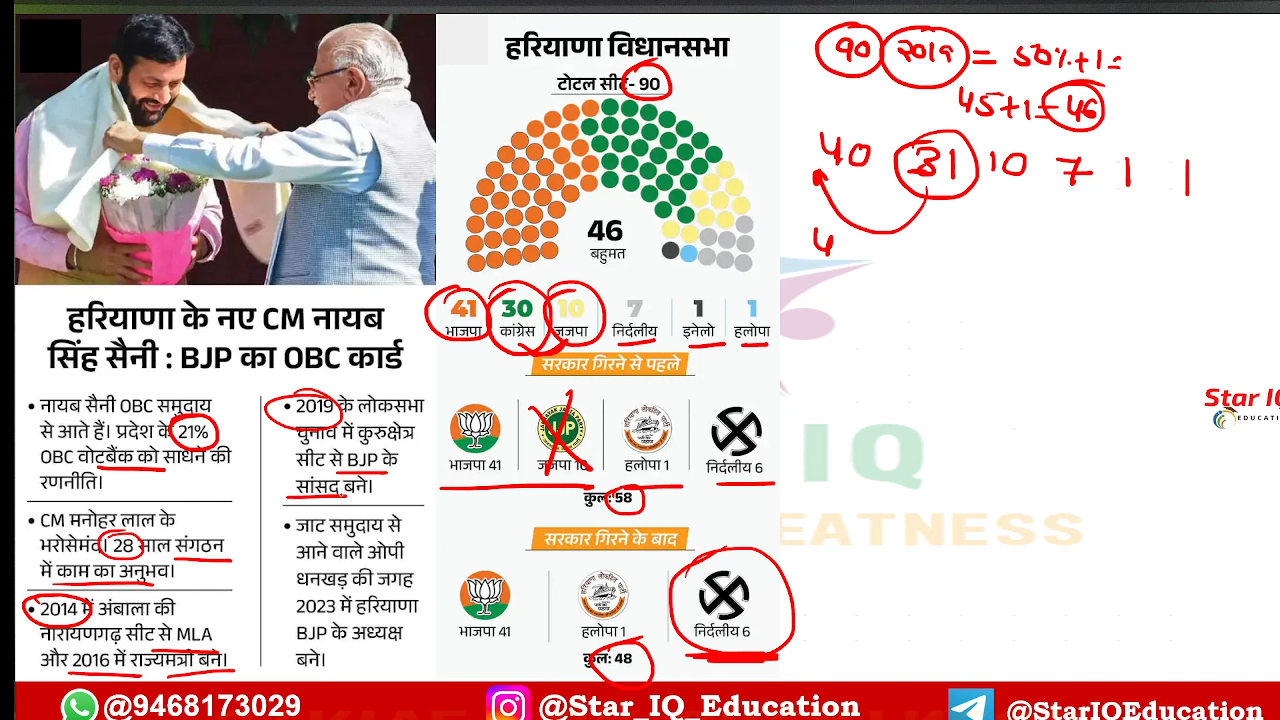 हरियाणा के नए CM नायब
सिंह सैनी : BJP का OBC कार्ड
• नायब सैनी OBC समुदाय
से आते हैं। प्रदेश के 21%
OBC वोटबैंक को साधने की
रणनीति।
• CM मनोहर लाल के
भरोसेमंद। 28 साल संगठन
में काम का अनुभव।
• 2014 में अंबाला की
नारायणगढ़ सीट से MLA
और 2016 में राज्यमंत्री बने।
• 2019 के लोकसभा
चुनाव में कुरुक्षेत्र
सीट से BJP के
सांसद बने।
• जाट समुदाय से
आने वाले ओपी
धनखड़ की जगह
2023 में हरियाणा
BJP के अध्यक्ष
बने।
हरियाणा विधानसभा
टोटल सीट- 90
46
बहुमत
41 30 10 7 1 1
भाजपा कांग्रेस जजपा निर्दलीय इनेलो हलोपा
सरकार गिरने से पहले
भाजपा 41 जजपा 10 हलोपा 1 निर्दलीय 6
कुल: 58
सरकार गिरने के बाद
भाजपा 41 हलोपा 1 निर्दलीय 6
कुल: 48
90 2019 = 50%+1=
45+1=46
40 31 10 7 1 1
4
Star IQ
EDUCATI
IQ
EATNESS
@9468173029 @Star_IQ_Education @StarIQEducation